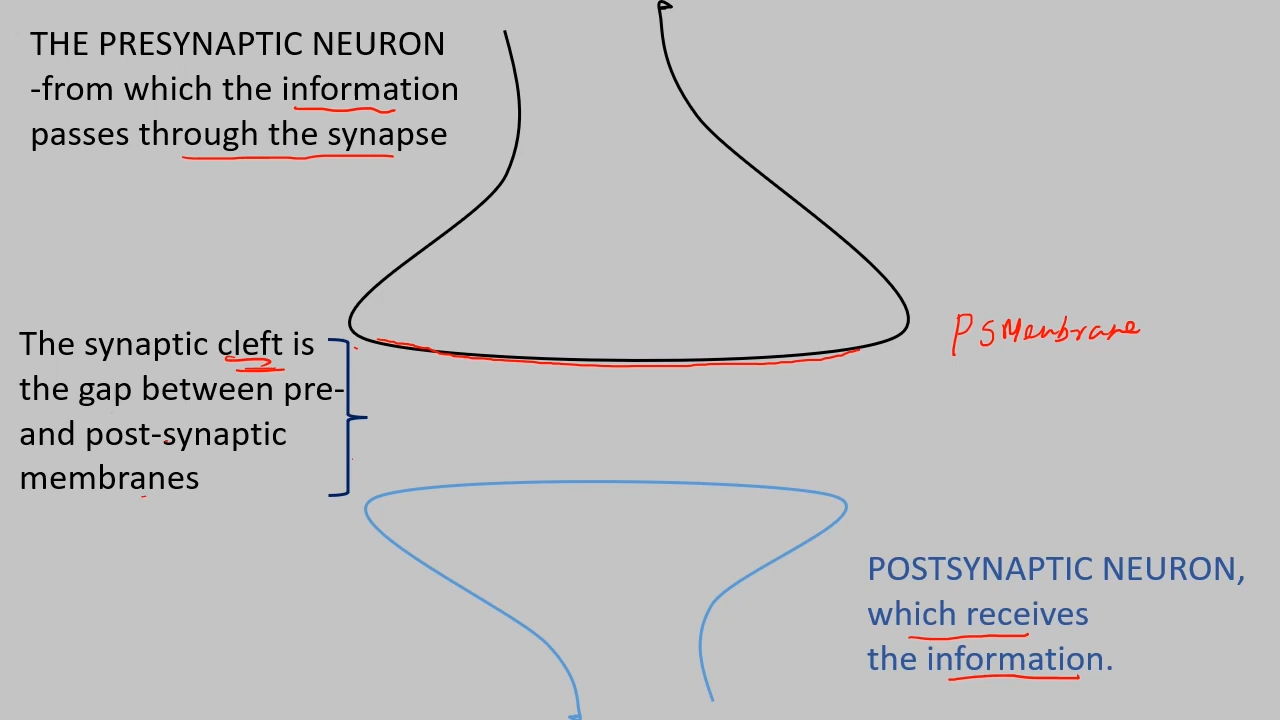 THE PRESYNAPTIC NEURON
-from which the information
passes through the synapse
The synaptic cleft is
the gap between pre-
and post-synaptic
membranes
PS Menbrane
POSTSYNAPTIC NEURON,
which receives
the information.